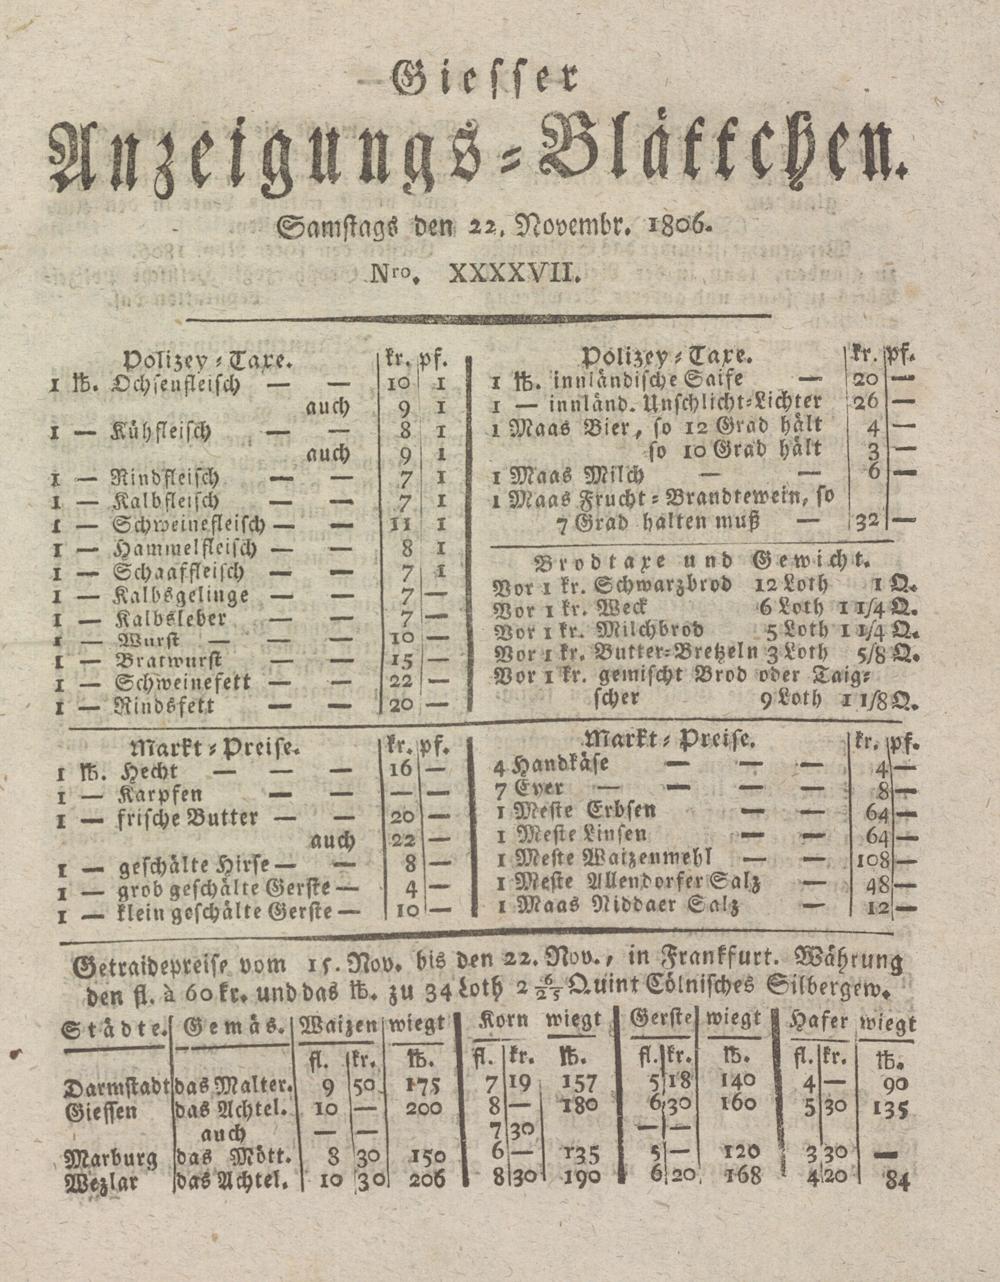 Giesser
Anzeigungs-Blättchen.
Samstags den 22. Novembr. 1806.
Nro. XXXXVII.
Polizey-Taxe. kr. pf.
1 ℔. Ochsenfleisch — — 10 1
auch 9 1
1 — Kühfleisch — — 8 1
auch 9 1
1 — Rindfleisch — — 7 1
1 — Kalbfleisch — — 7 1
1 — Schweinefleisch — — 11 1
1 — Hammelfleisch — — 8 1
1 — Schaaffleisch — — 7 1
1 — Kalbsgelinge — — 7 —
1 — Kalbsleber — — 7 —
1 — Wurst — — — 10 —
1 — Bratwurst — — 15 —
1 — Schweinefett — — 22 —
1 — Rindsfett — — 20 —
Polizey-Taxe. kr. pf.
1 ℔. innländische Saife — 20 —
1 — innländ. Unschlicht-Lichter 26 —
1 Maas Bier, so 12 Grad hält 4 —
so 10 Grad hält 3 —
1 Maas Milch — — 6 —
1 Maas Frucht-Brandtewein, so
7 Grad halten muß — 32 —
Brodtaxe und Gewicht.
Vor 1 kr. Schwarzbrod 12 Loth 1 Q.
Vor 1 kr. Weck 6 Loth 1 1/4 Q.
Vor 1 kr. Milchbrod 5 Loth 1 1/4 Q.
Vor 1 kr. Butter-Bretzeln 3 Loth 5/8 Q.
Vor 1 kr. gemischt Brod oder Taig-
scher 9 Loth 1 1/8 Q.
Markt-Preise. kr. pf.
1 ℔. Hecht — — — 16 —
1 — Karpfen — — — —
1 — frische Butter — — 20 —
auch 22 —
1 — geschälte Hirse — — 8 —
1 — grob geschälte Gerste — 4 —
1 — klein geschälte Gerste — 10 —
Markt-Preise. kr. pf.
4 Handkäse — — — 4 —
7 Eyer — — — — 8 —
1 Meste Erbsen — — 64 —
1 Meste Linsen — — 64 —
1 Meste Waizenmehl — — 108 —
1 Meste Allendorfer Salz — 48 —
1 Maas Niddaer Salz — 12 —
Getraidepreise vom 15. Nov. bis den 22. Nov., in Frankfurt. Währung
den fl. à 60 kr. und das ℔. zu 34 Loth 2 6/25 Quint Cölnisches Silbergew.
Städte. Gemäs. Waizen wiegt Korn wiegt Gerste wiegt Hafer wiegt
fl. kr. ℔. fl. kr. ℔. fl. kr. ℔. fl. kr. ℔.
Darmstadt das Malter. 9 50 175 7 19 157 5 18 140 4 — 90
Giessen das Achtel. 10 — 200 8 — 180 6 30 160 5 30 135
auch — — 7 30 — —
Marburg das Mött. 8 30 150 6 — 135 5 — 120 3 30 —
Wezlar das Achtel. 10 30 206 8 30 190 6 20 168 4 20 84